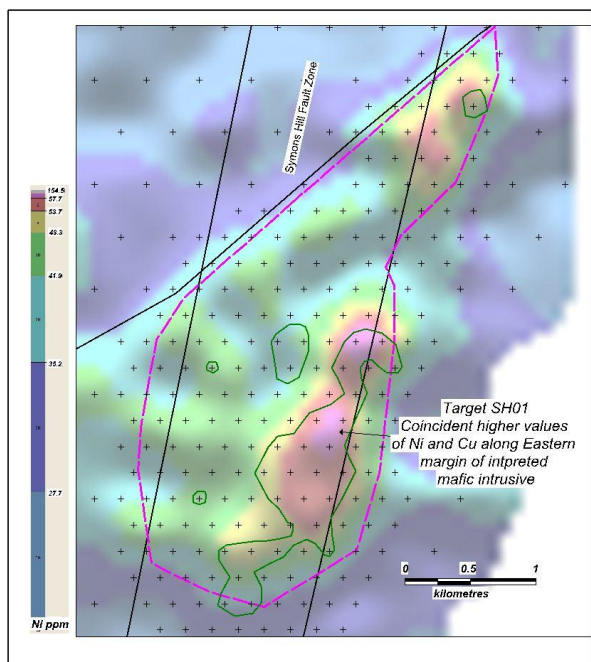 Symons Hill Fault Zone
154.5
57.7
53.7
49.3
41.9
35.2
27.7
Ni ppm
Target SH01
Coincident higher values
of Ni and Cu along Eastern
margin of intpreted
mafic intrusive
0 0.5 1
kilometres